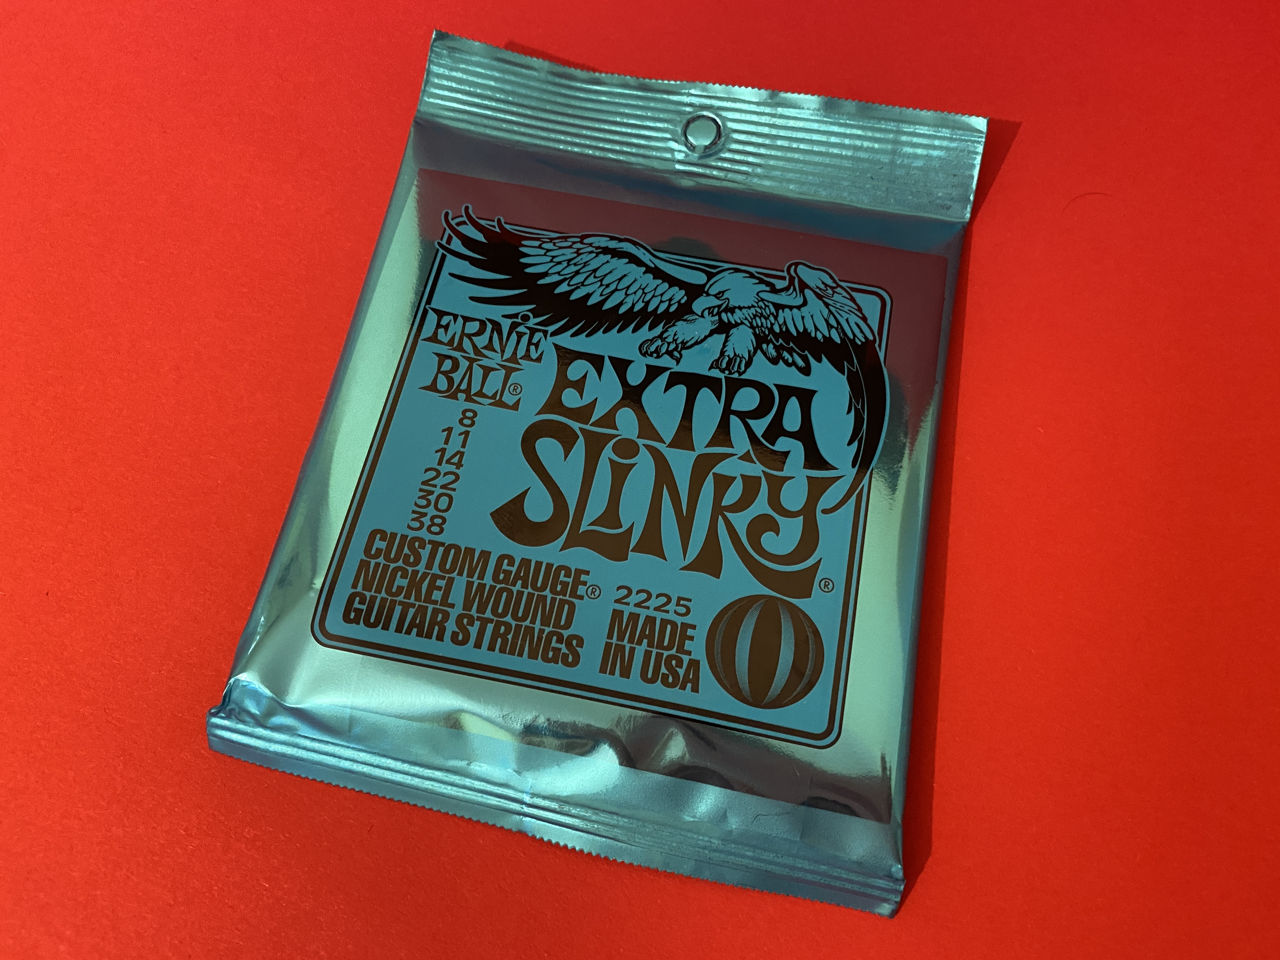 ERNiE
BALL®
EXTRA
SLiNKY®
8
11
14
22
30
38
CUSTOM GAUGE®
NICKEL WOUND
GUITAR STRINGS
2225
MADE
IN USA